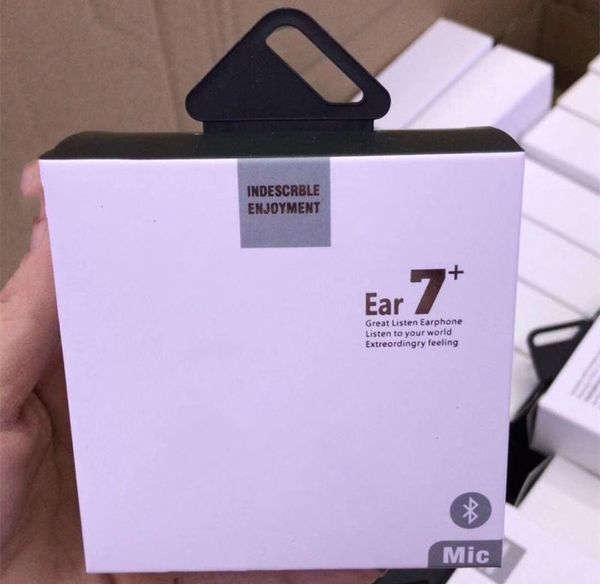 INDESCRBLE
ENJOYMENT
Ear 7+
Great Listen Earphone
Listen to your world
Extreordingry feeling
Mic